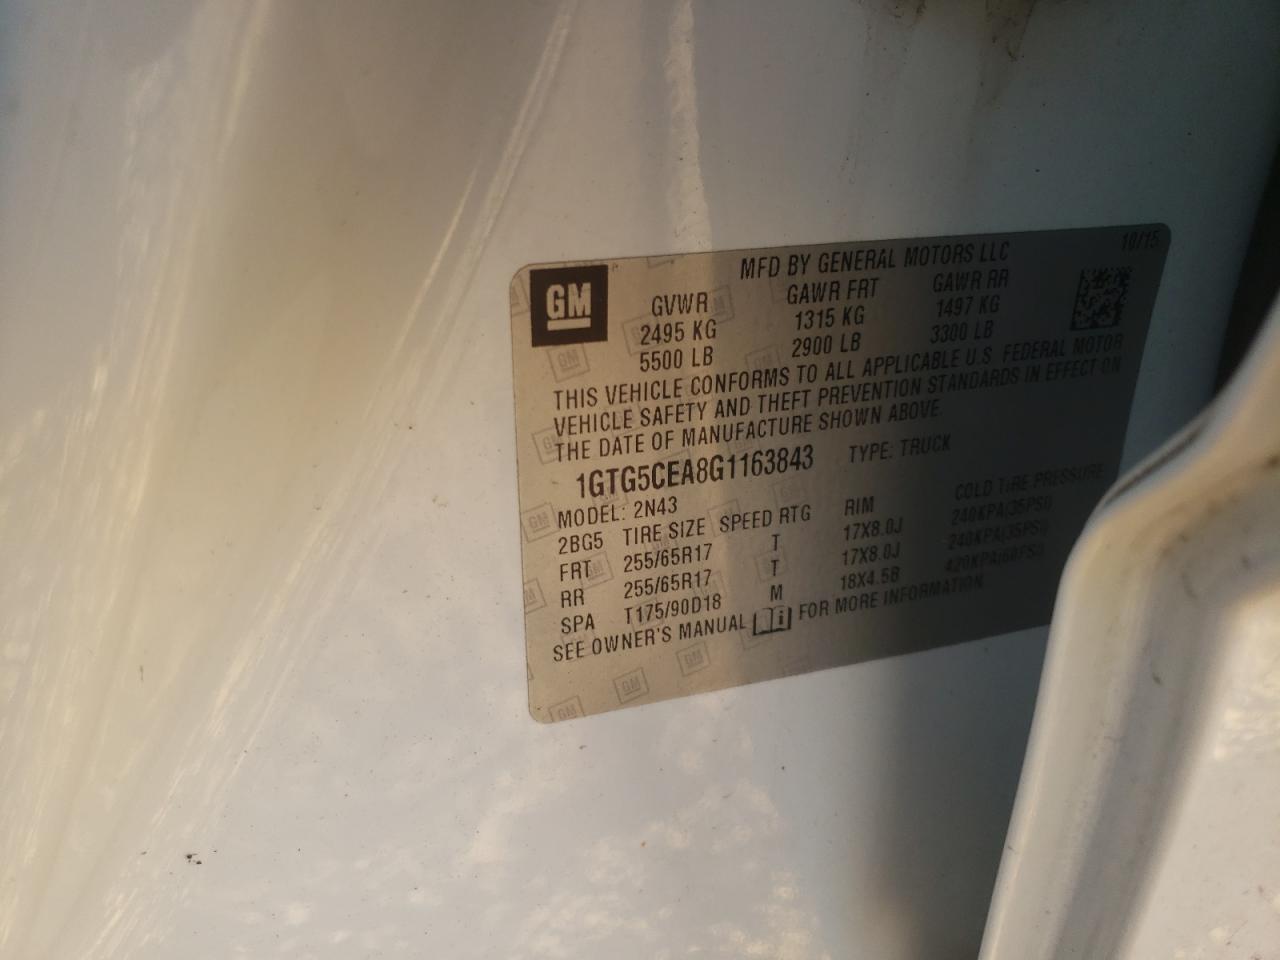 GM
MFD BY GENERAL MOTORS LLC 10/15
GVWR GAWR FRT GAWR RR
2495 KG 1315 KG 1497 KG
5500 LB 2900 LB 3300 LB
THIS VEHICLE CONFORMS TO ALL APPLICABLE U.S. FEDERAL MOTOR
VEHICLE SAFETY AND THEFT PREVENTION STANDARDS IN EFFECT ON
THE DATE OF MANUFACTURE SHOWN ABOVE.
1GTG5CEA8G1163843 TYPE: TRUCK
MODEL: 2N43
2BG5 TIRE SIZE SPEED RTG RIM COLD TIRE PRESSURE
FRT 255/65R17 T 17X8.0J 240KPA(35PSI)
RR 255/65R17 T 17X8.0J 240KPA(35PSI)
SPA T175/90D18 M 18X4.5B 420KPA(60PSI)
SEE OWNER'S MANUAL FOR MORE INFORMATION